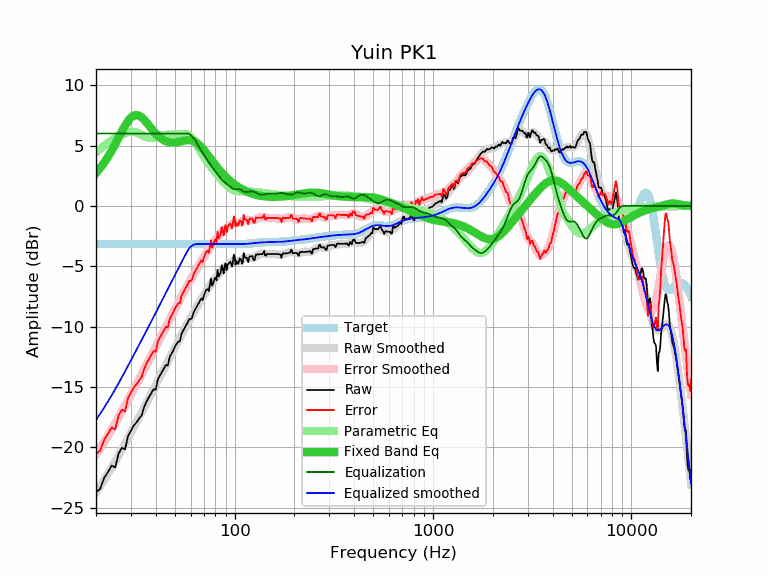 Yuin PK1
Amplitude (dBr)
10
5
0
−5
−10
−15
−20
−25
Target
Raw Smoothed
Error Smoothed
Raw
Error
Parametric Eq
Fixed Band Eq
Equalization
Equalized smoothed
100 1000 10000
Frequency (Hz)